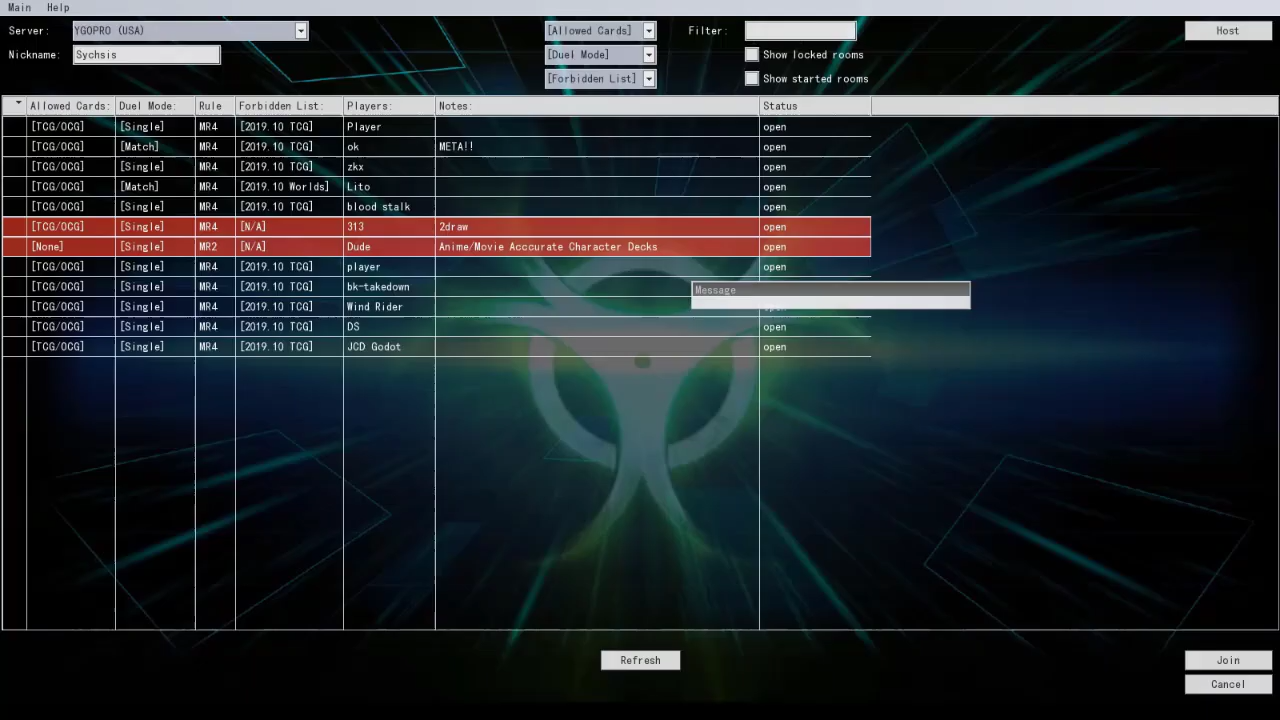 Main Help
Server: YGOPRO (USA) [Allowed Cards] Filter: Host
Nickname: Sychsis [Duel Mode] Show locked rooms
[Forbidden List] Show started rooms
Allowed Cards: Duel Mode: Rule Forbidden List: Players: Notes: Status
[TCG/OCG] [Single] MR4 [2019.10 TCG] Player open
[TCG/OCG] [Match] MR4 [2019.10 TCG] ok META!! open
[TCG/OCG] [Single] MR4 [2019.10 TCG] zkx open
[TCG/OCG] [Match] MR4 [2019.10 Worlds] Lito open
[TCG/OCG] [Single] MR4 [2019.10 TCG] blood stalk open
[TCG/OCG] [Single] MR4 [N/A] 313 2draw open
[None] [Single] MR2 [N/A] Dude Anime/Movie Acccurate Character Decks open
[TCG/OCG] [Single] MR4 [2019.10 TCG] player open
[TCG/OCG] [Single] MR4 [2019.10 TCG] bk-takedown
Message
[TCG/OCG] [Single] MR4 [2019.10 TCG] Wind Rider open
[TCG/OCG] [Single] MR4 [2019.10 TCG] DS open
[TCG/OCG] [Single] MR4 [2019.10 TCG] JCD Godot open
Refresh Join
Cancel